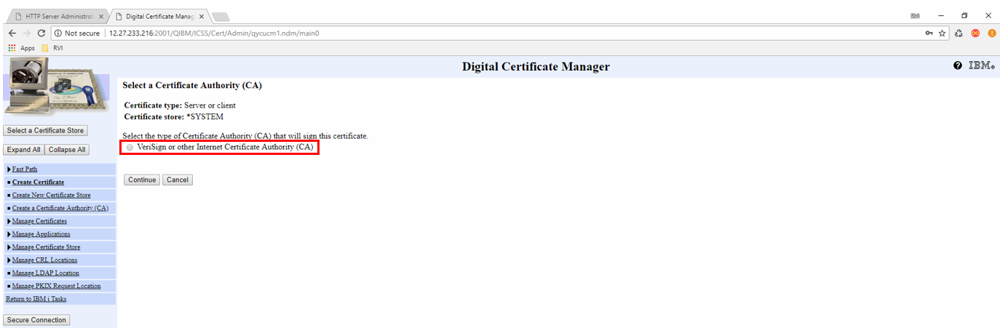 HTTP Server Administrati
Digital Certificate Manag
RVI
Not secure | 12.27.233.216:2001/QIBM/ICSS/Cert/Admin/qycucm1.ndm/main0
Apps RVI
Digital Certificate Manager
IBM®
Select a Certificate Authority (CA)
Certificate type: Server or client
Certificate store: *SYSTEM
Select the type of Certificate Authority (CA) that will sign this certificate.
VeriSign or other Internet Certificate Authority (CA)
Continue Cancel
Select a Certificate Store
Expand All Collapse All
Fast Path
Create Certificate
Create New Certificate Store
Create a Certificate Authority (CA)
Manage Certificates
Manage Applications
Manage Certificate Store
Manage CRL Locations
Manage LDAP Location
Manage PKIX Request Location
Return to IBM i Tasks
Secure Connection